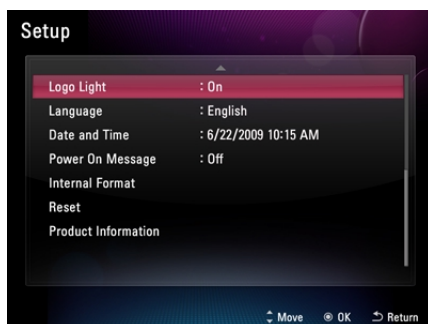 Setup
Logo Light : On
Language : English
Date and Time : 6/22/2009 10:15 AM
Power On Message : Off
Internal Format
Reset
Product Information
Move OK Return